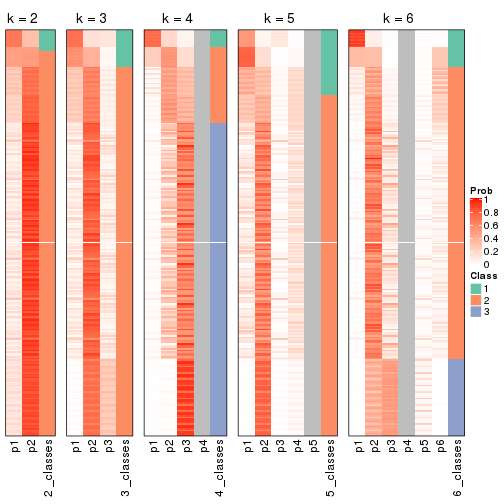 k = 2
k = 3
k = 4
k = 5
k = 6
Prob
1
0.8
0.6
0.4
0.2
0
Class
1
2
3
p1
p2
2_classes
p1
p2
p3
3_classes
p1
p2
p3
p4
4_classes
p1
p2
p3
p4
p5
5_classes
p1
p2
p3
p4
p5
p6
6_classes